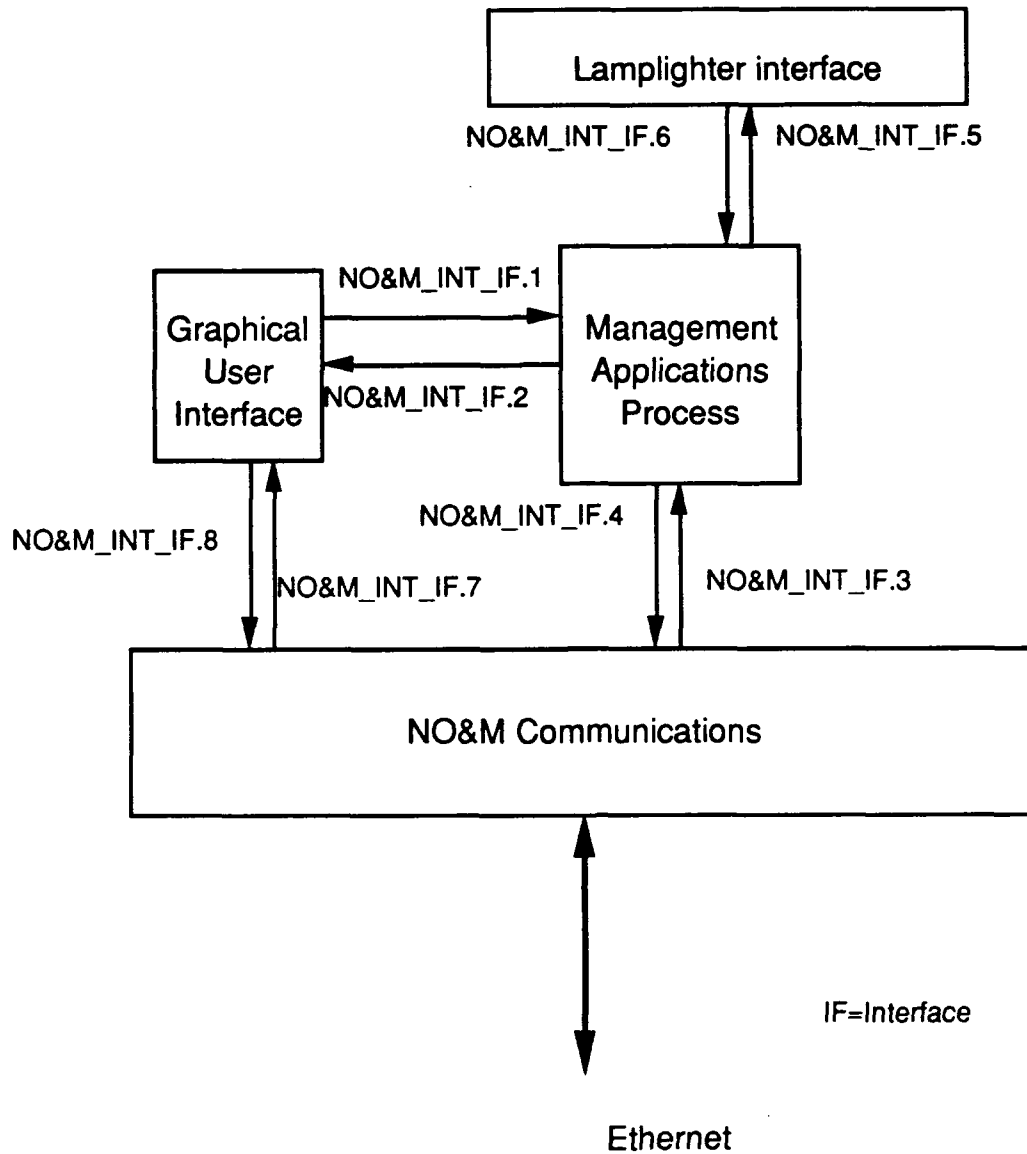 Lamplighter interface
NO&M_INT_IF.6
NO&M_INT_IF.5
NO&M_INT_IF.1
Graphical
User
Interface
Management
Applications
Process
NO&M_INT_IF.2
NO&M_INT_IF.4
NO&M_INT_IF.8
NO&M_INT_IF.7
NO&M_INT_IF.3
NO&M Communications
IF=Interface
Ethernet